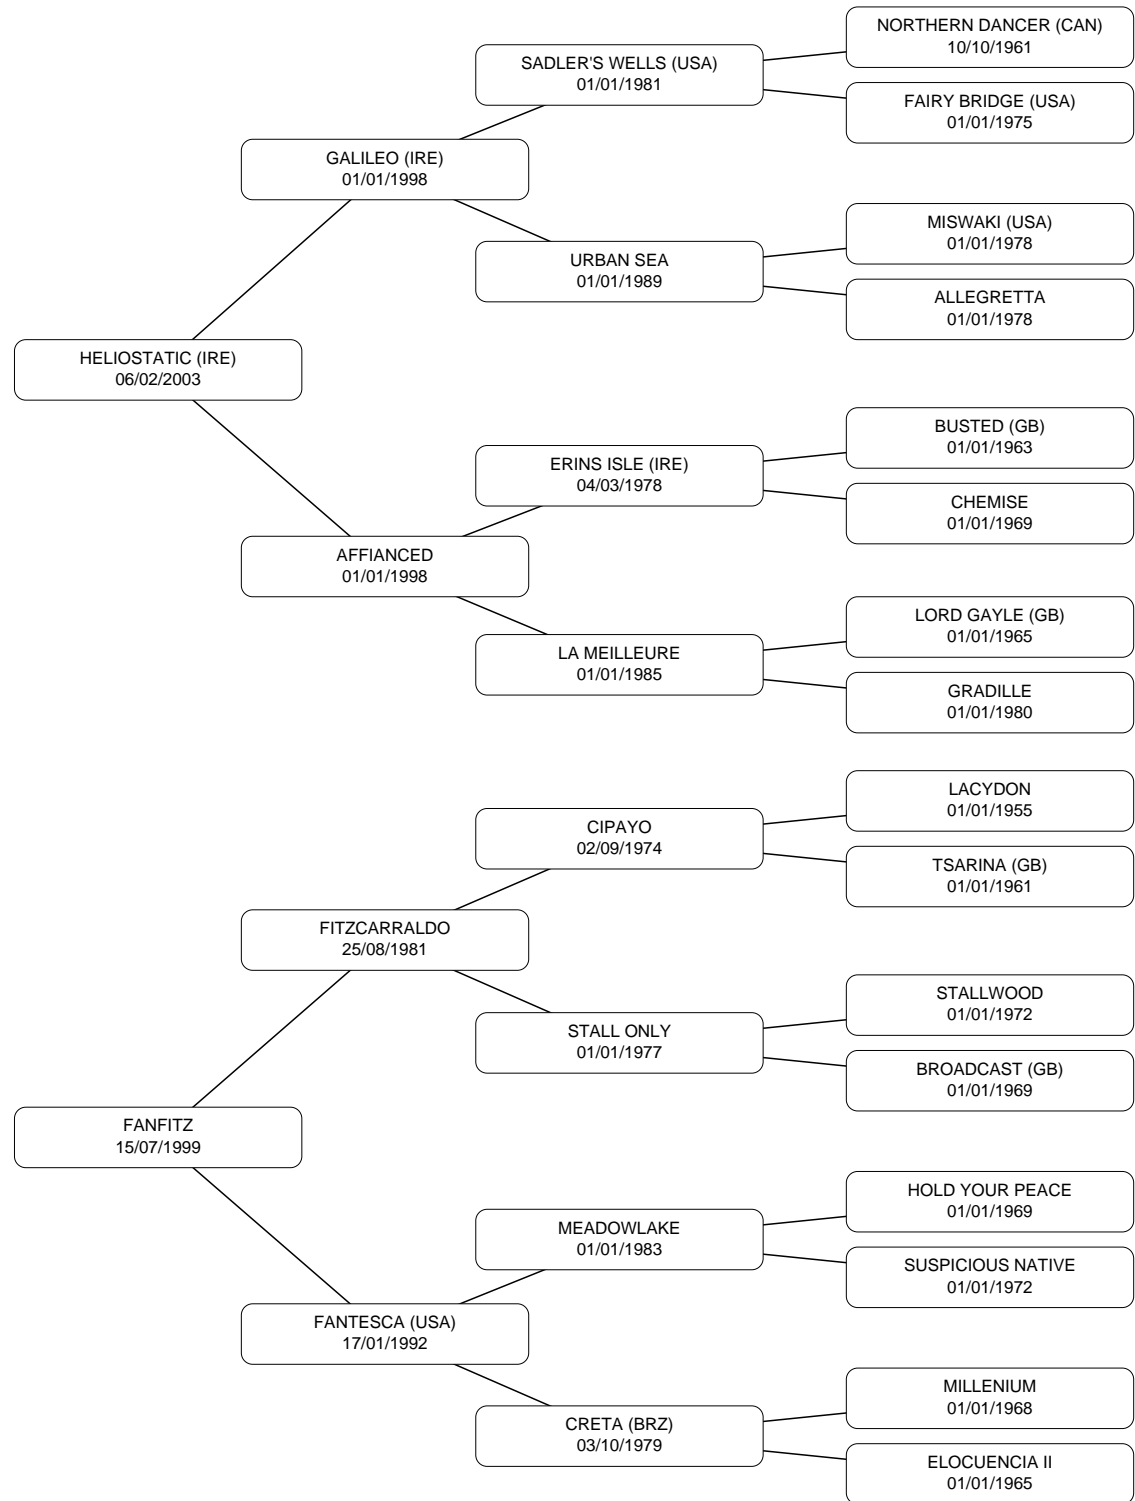 NORTHERN DANCER (CAN)
10/10/1961
SADLER'S WELLS (USA)
01/01/1981
FAIRY BRIDGE (USA)
01/01/1975
GALILEO (IRE)
01/01/1998
MISWAKI (USA)
01/01/1978
URBAN SEA
01/01/1989
ALLEGRETTA
01/01/1978
HELIOSTATIC (IRE)
06/02/2003
BUSTED (GB)
01/01/1963
ERINS ISLE (IRE)
04/03/1978
CHEMISE
01/01/1969
AFFIANCED
01/01/1998
LORD GAYLE (GB)
01/01/1965
LA MEILLEURE
01/01/1985
GRADILLE
01/01/1980
LACYDON
01/01/1955
CIPAYO
02/09/1974
TSARINA (GB)
01/01/1961
FITZCARRALDO
25/08/1981
STALLWOOD
01/01/1972
STALL ONLY
01/01/1977
BROADCAST (GB)
01/01/1969
FANFITZ
15/07/1999
HOLD YOUR PEACE
01/01/1969
MEADOWLAKE
01/01/1983
SUSPICIOUS NATIVE
01/01/1972
FANTESCA (USA)
17/01/1992
MILLENIUM
01/01/1968
CRETA (BRZ)
03/10/1979
ELOCUENCIA II
01/01/1965